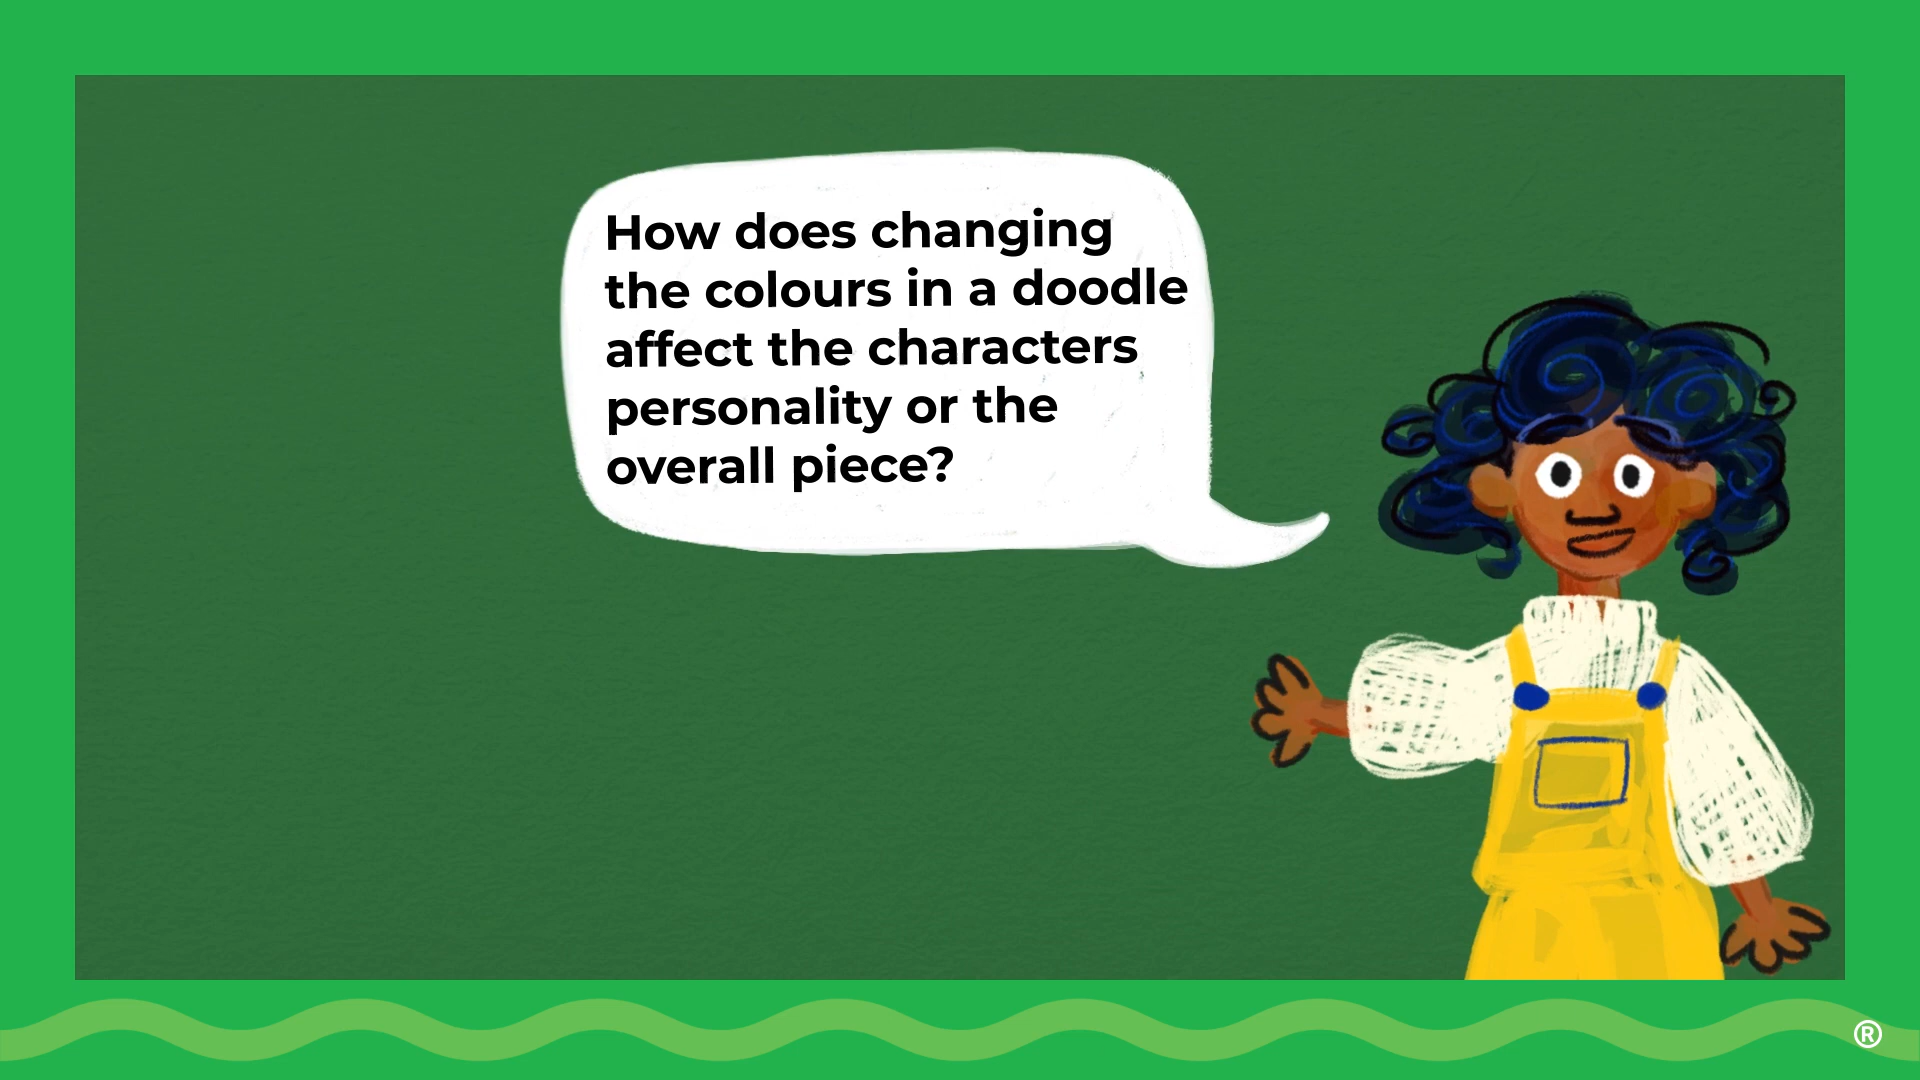 How does changing
the colours in a doodle
affect the characters
personality or the
overall piece?
®